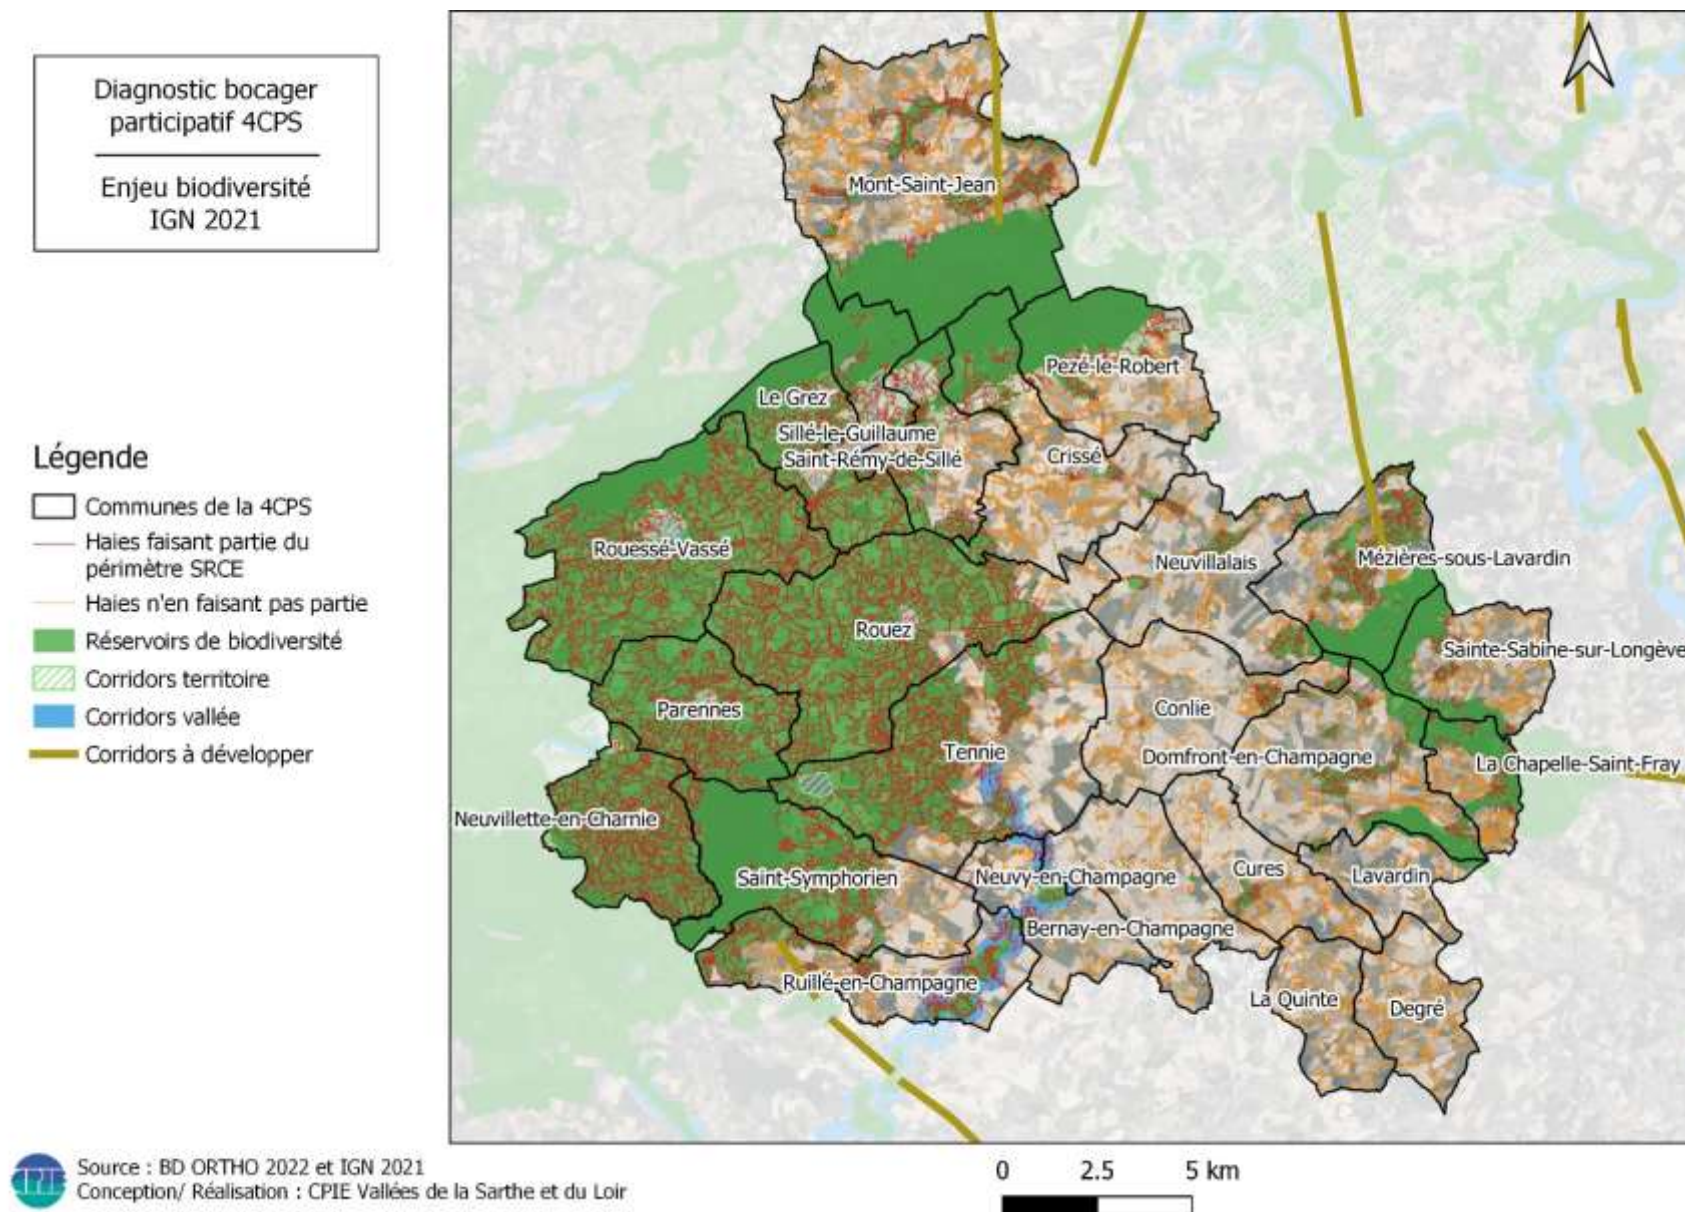 Diagnostic bocager
participatif 4CPS
Enjeu biodiversité
IGN 2021
Légende
Communes de la 4CPS
Haies faisant partie du
périmètre SRCE
Haies n'en faisant pas partie
Réservoirs de biodiversité
Corridors territoire
Corridors vallée
Corridors à développer
Mont-Saint-Jean
Pezé-le-Robert
Le Grez
Sillé-le-Guillaume
Saint-Rémy-de-Sillé
Crissé
Rouessé-Vassé
Neuvillalais
Mézières-sous-Lavardin
Rouez
Sainte-Sabine-sur-Longève
Parennes
Conlie
Tennie
Domfront-en-Champagne
La Chapelle-Saint-Fray
Neuvillette-en-Charnie
Saint-Symphorien
Neuvy-en-Champagne
Cures
Lavardin
Bernay-en-Champagne
Ruillé-en-Champagne
La Quinte
Degré
CPIE
Source : BD ORTHO 2022 et IGN 2021
Conception/ Réalisation : CPIE Vallées de la Sarthe et du Loir
0 2.5 5 km